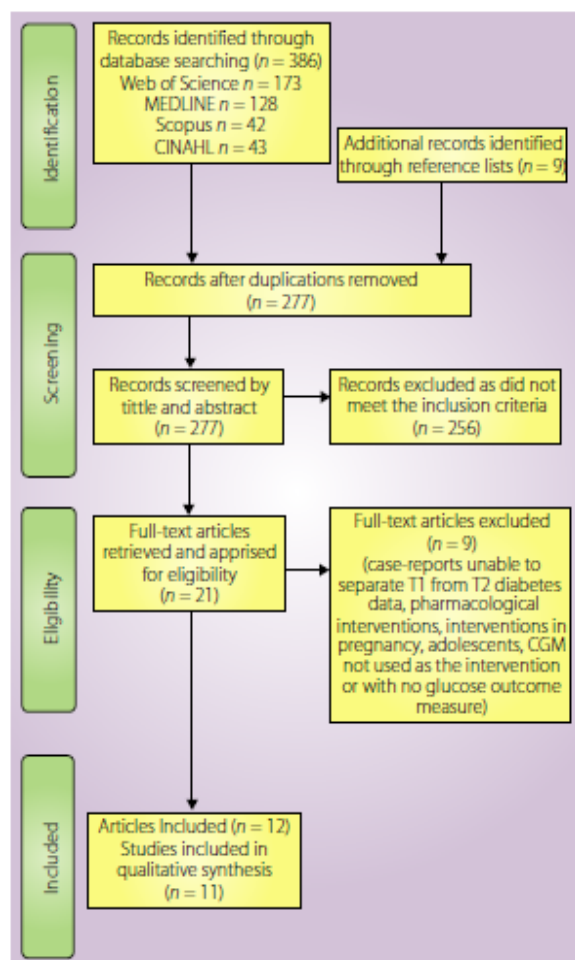 Identification
Records identified through
database searching (n = 386)
Web of Science n = 173
MEDLINE n = 128
Scopus n = 42
CINAHL n = 43
Additional records identified
through reference lists (n = 9)
Screening
Records after duplications removed
(n = 277)
Records screened by
tittle and abstract
(n = 277)
Records excluded as did not
meet the inclusion criteria
(n = 256)
Eligibility
Full-text articles
retrieved and apprised
for eligibility
(n = 21)
Full-text articles excluded
(n = 9)
(case-reports unable to
separate T1 from T2 diabetes
data, pharmacological
interventions, interventions in
pregnancy, adolescents, CGM
not used as the intervention
or with no glucose outcome
measure)
Included
Articles Included (n = 12)
Studies included in
qualitative synthesis
(n = 11)